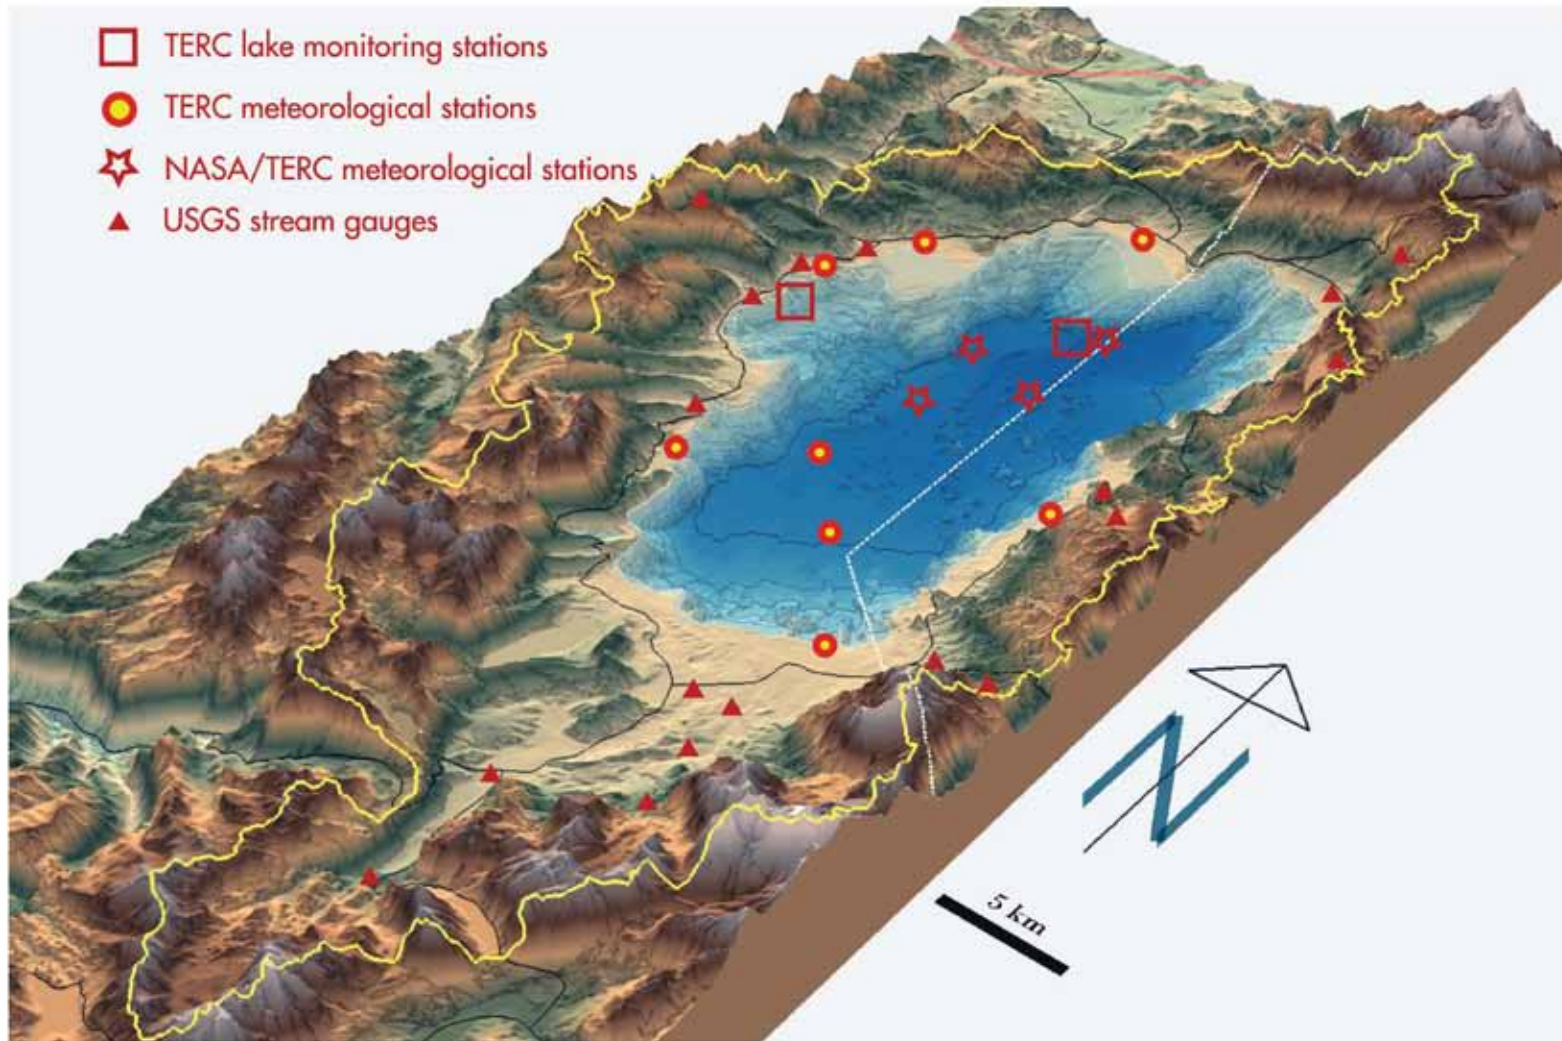 TERC lake monitoring stations
TERC meteorological stations
NASA/TERC meteorological stations
USGS stream gauges
N
5 km